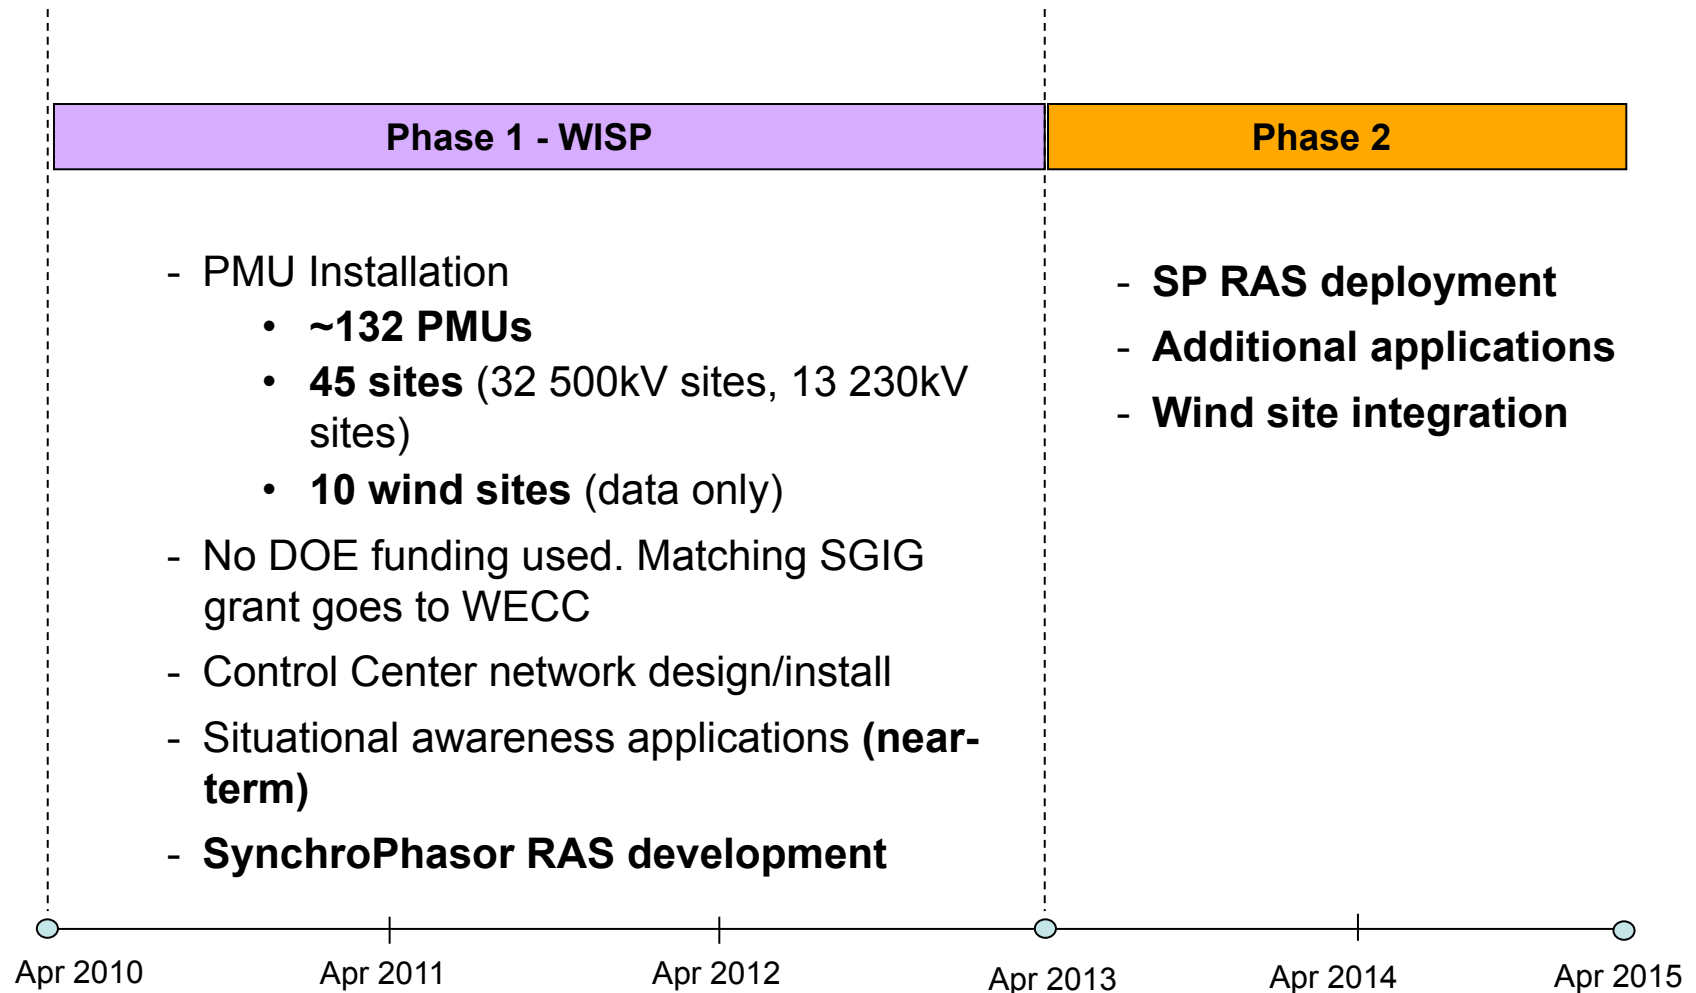 Phase 1 - WISP
Phase 2
- PMU Installation
• ~132 PMUs
• 45 sites (32 500kV sites, 13 230kV
sites)
• 10 wind sites (data only)
- No DOE funding used. Matching SGIG
grant goes to WECC
- Control Center network design/install
- Situational awareness applications (near-
term)
- SynchroPhasor RAS development
- SP RAS deployment
- Additional applications
- Wind site integration
Apr 2010
Apr 2011
Apr 2012
Apr 2013
Apr 2014
Apr 2015